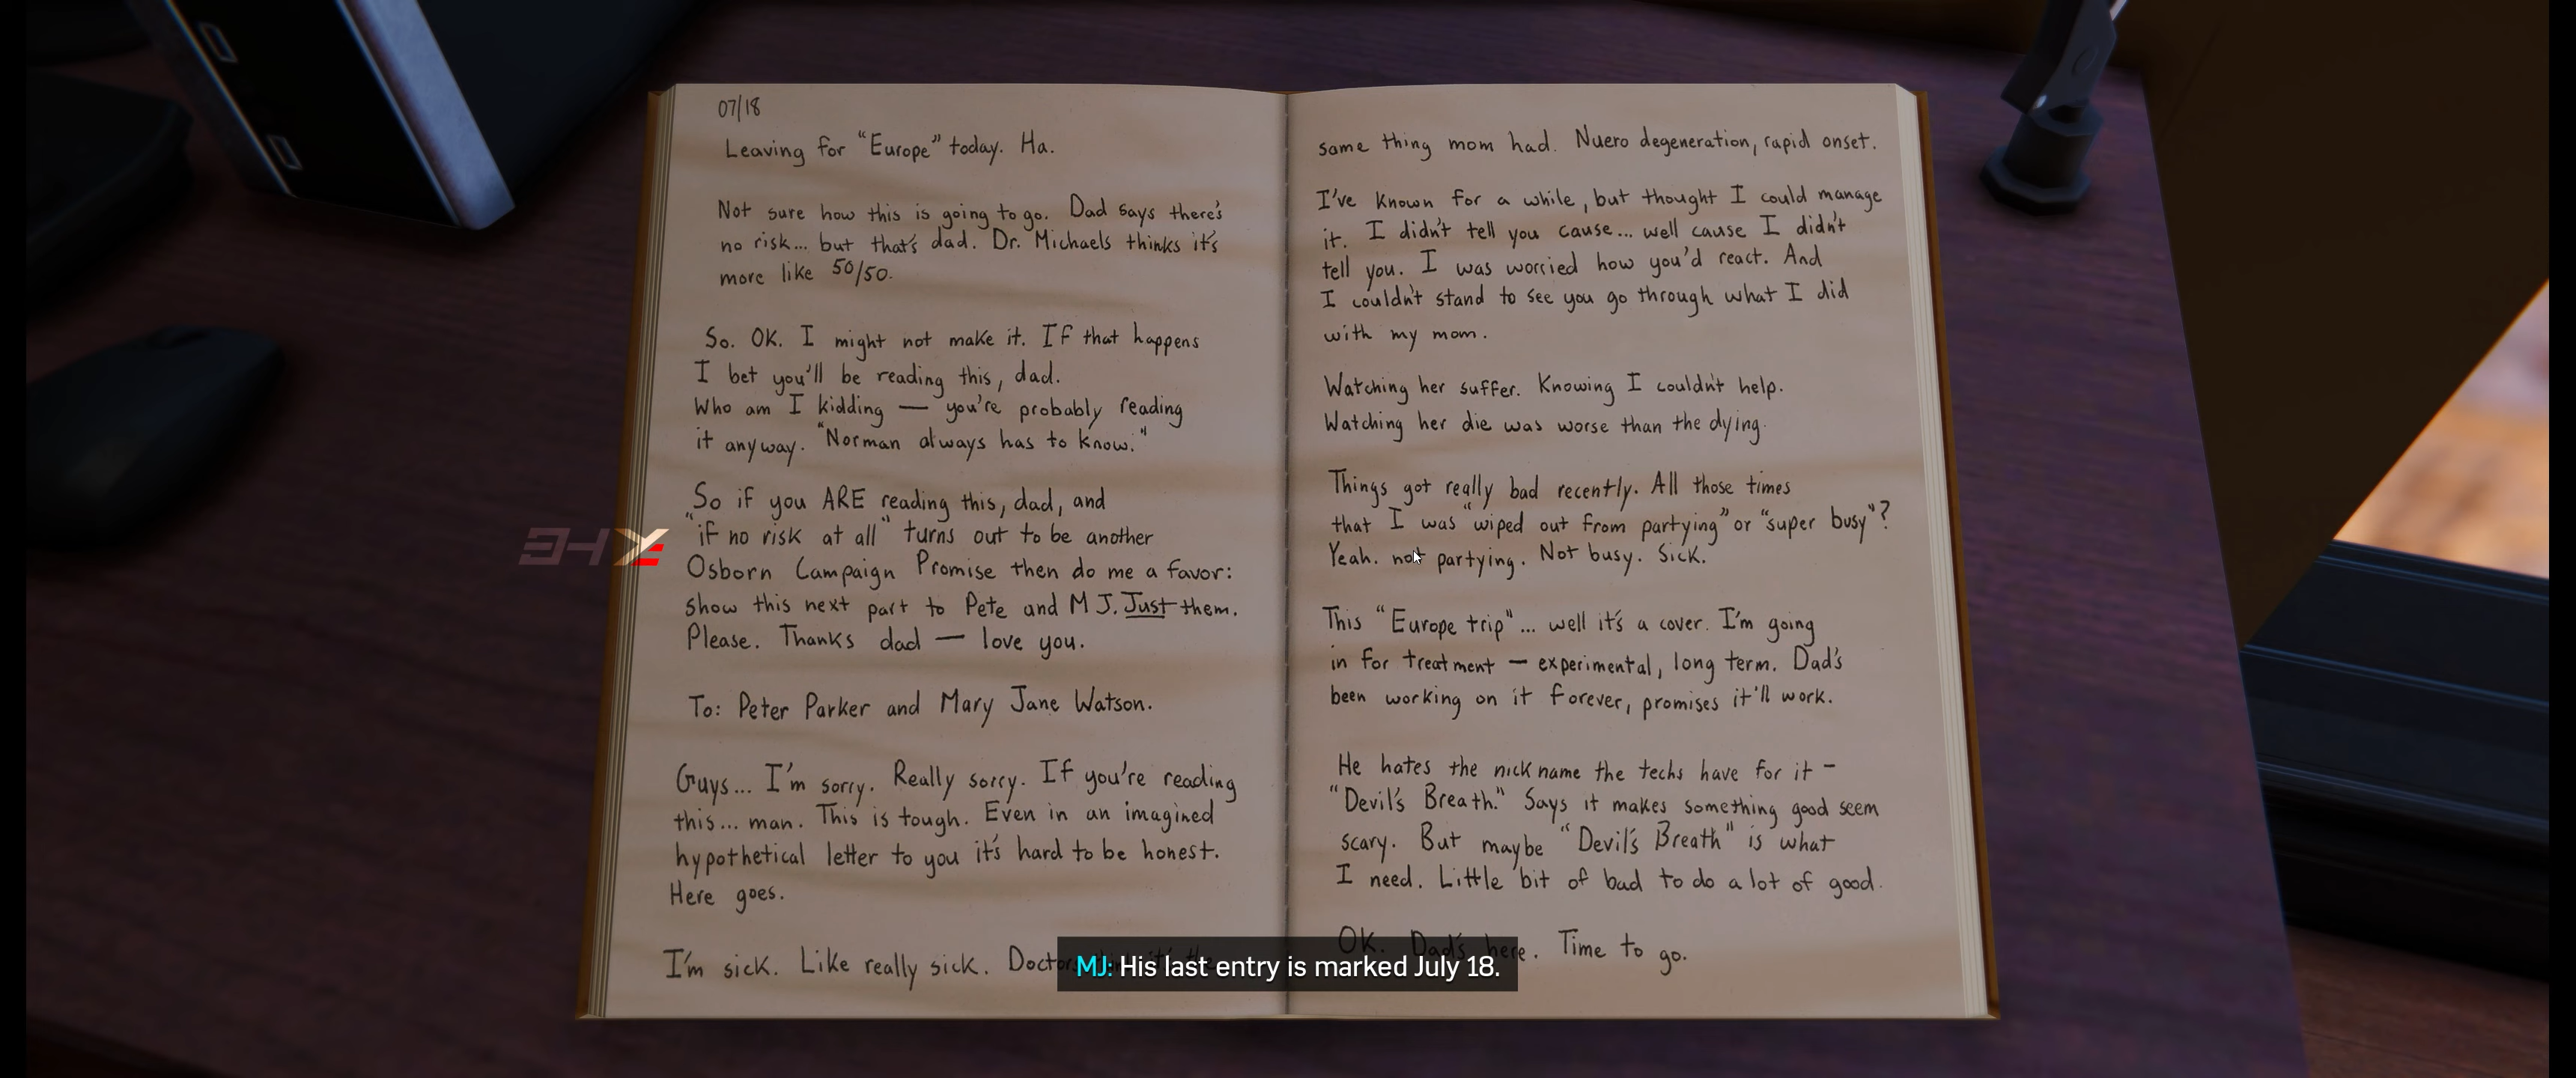 07/18
Leaving for "Europe" today. Ha.
Not sure how this is going to go. Dad says there's
no risk... but that's dad. Dr. Michaels thinks it's
more like 50/50.
So. OK. I might not make it. If that happens
I bet you'll be reading this, dad.
Who am I kidding — you're probably reading
it anyway. "Norman always has to know."
So if you ARE reading this, dad, and
"if no risk at all" turns out to be another
Osborn Campaign Promise then do me a favor:
show this next part to Pete and MJ. Just them.
Please. Thanks dad — love you.
To: Peter Parker and Mary Jane Watson.
Guys... I'm sorry. Really sorry. If you're reading
this... man. This is tough. Even in an imagined
hypothetical letter to you it's hard to be honest.
Here goes.
I'm sick. Like really sick. Doctors think it's the
same thing mom had. Nuero degeneration, rapid onset.
I've known for a while, but thought I could manage
it. I didn't tell you cause... well cause I didn't
tell you. I was worried how you'd react. And
I couldn't stand to see you go through what I did
with my mom.
Watching her suffer. Knowing I couldn't help.
Watching her die was worse than the dying.
Things got really bad recently. All those times
that I was "wiped out from partying" or "super busy"?
Yeah. not partying. Not busy. Sick.
This "Europe trip"... well it's a cover. I'm going
in for treatment — experimental, long term. Dad's
been working on it forever, promises it'll work.
He hates the nickname the techs have for it –
"Devil's Breath." Says it makes something good seem
scary. But maybe "Devil's Breath" is what
I need. Little bit of bad to do a lot of good.
OK. Dad's here. Time to go.
MJ: His last entry is marked July 18.